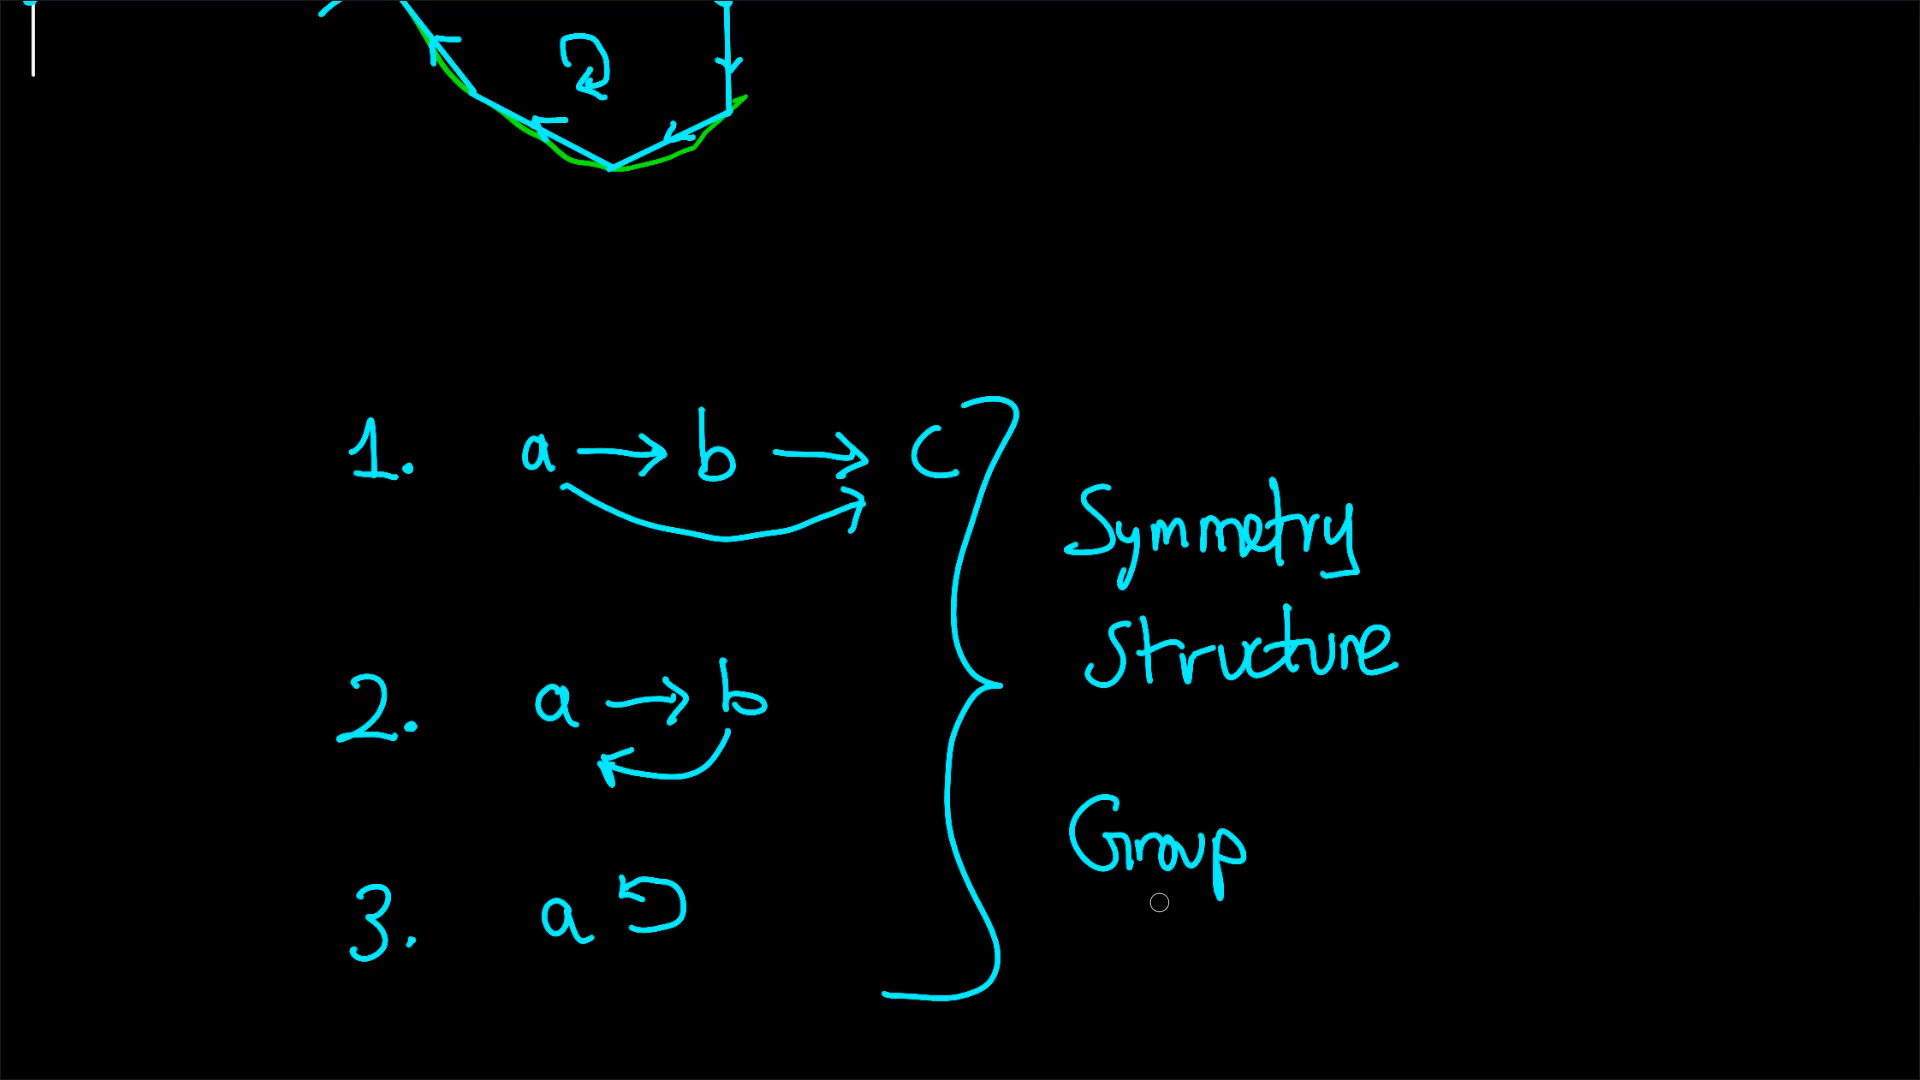 1. a → b → c
Symmetry
Structure
2. a → b
Group
3. a